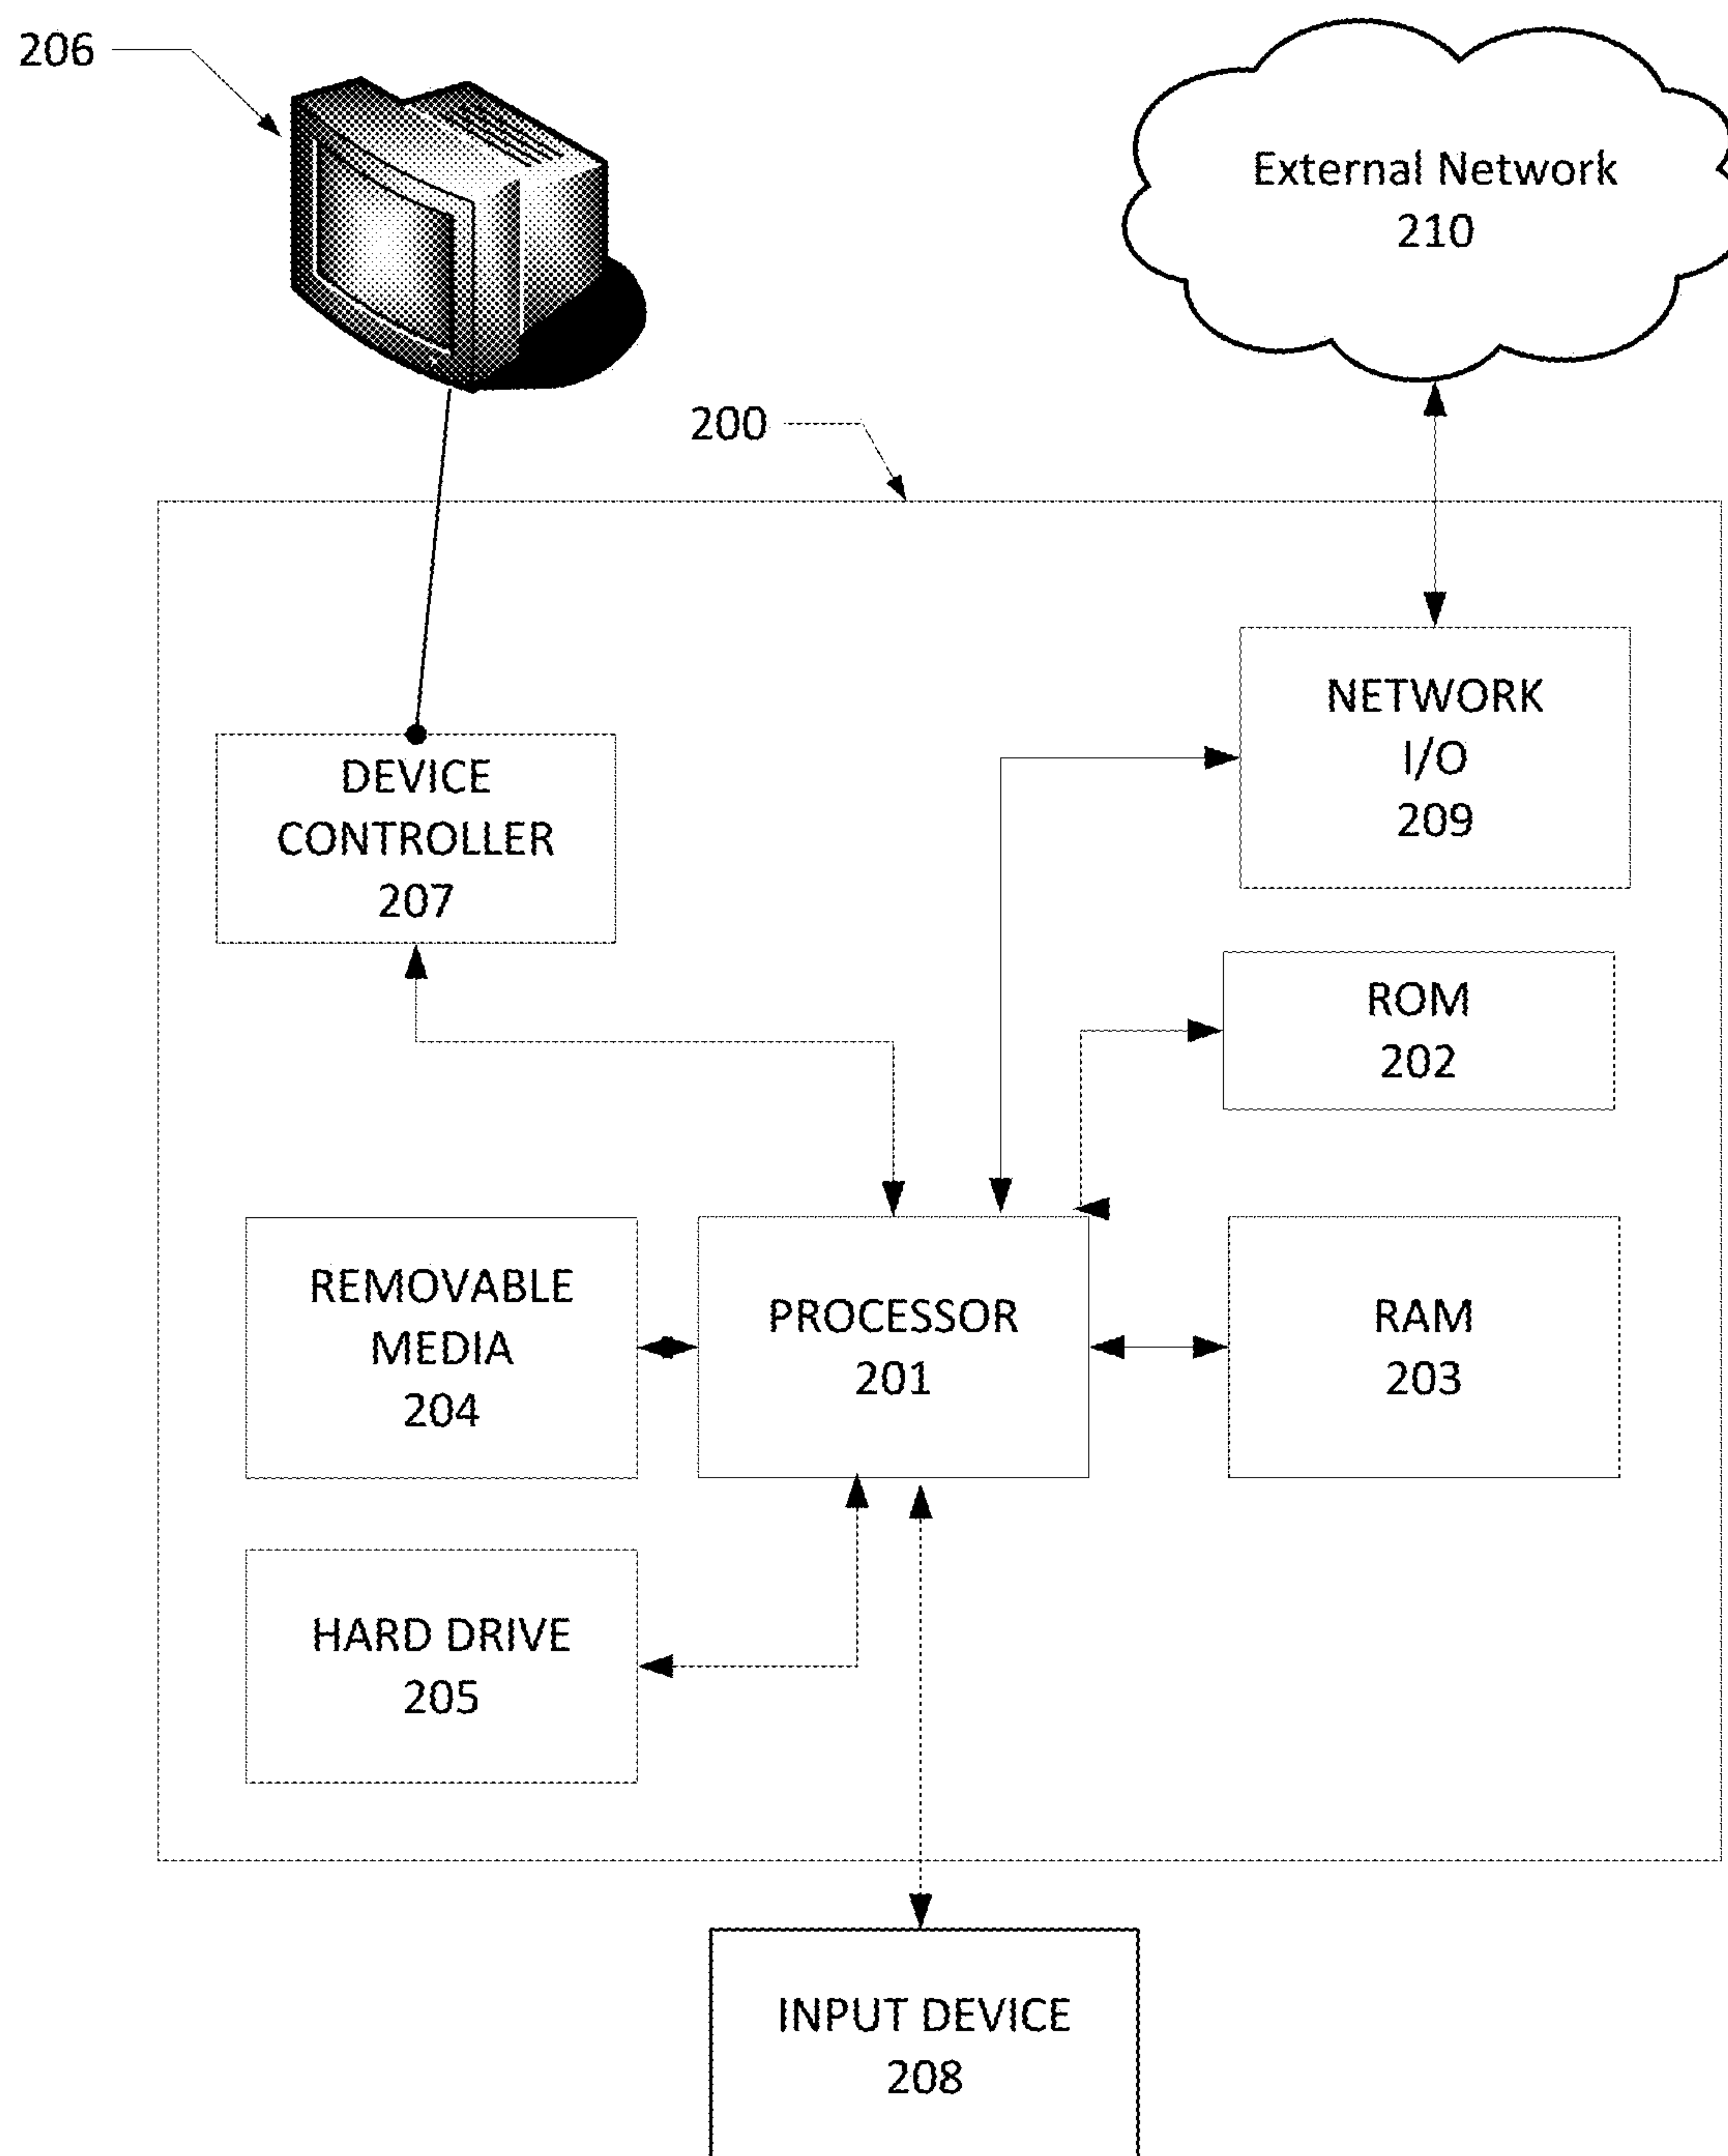 206
External Network
210
200
NETWORK
I/O
209
DEVICE
CONTROLLER
207
ROM
202
REMOVABLE
MEDIA
204
PROCESSOR
201
RAM
203
HARD DRIVE
205
INPUT DEVICE
208